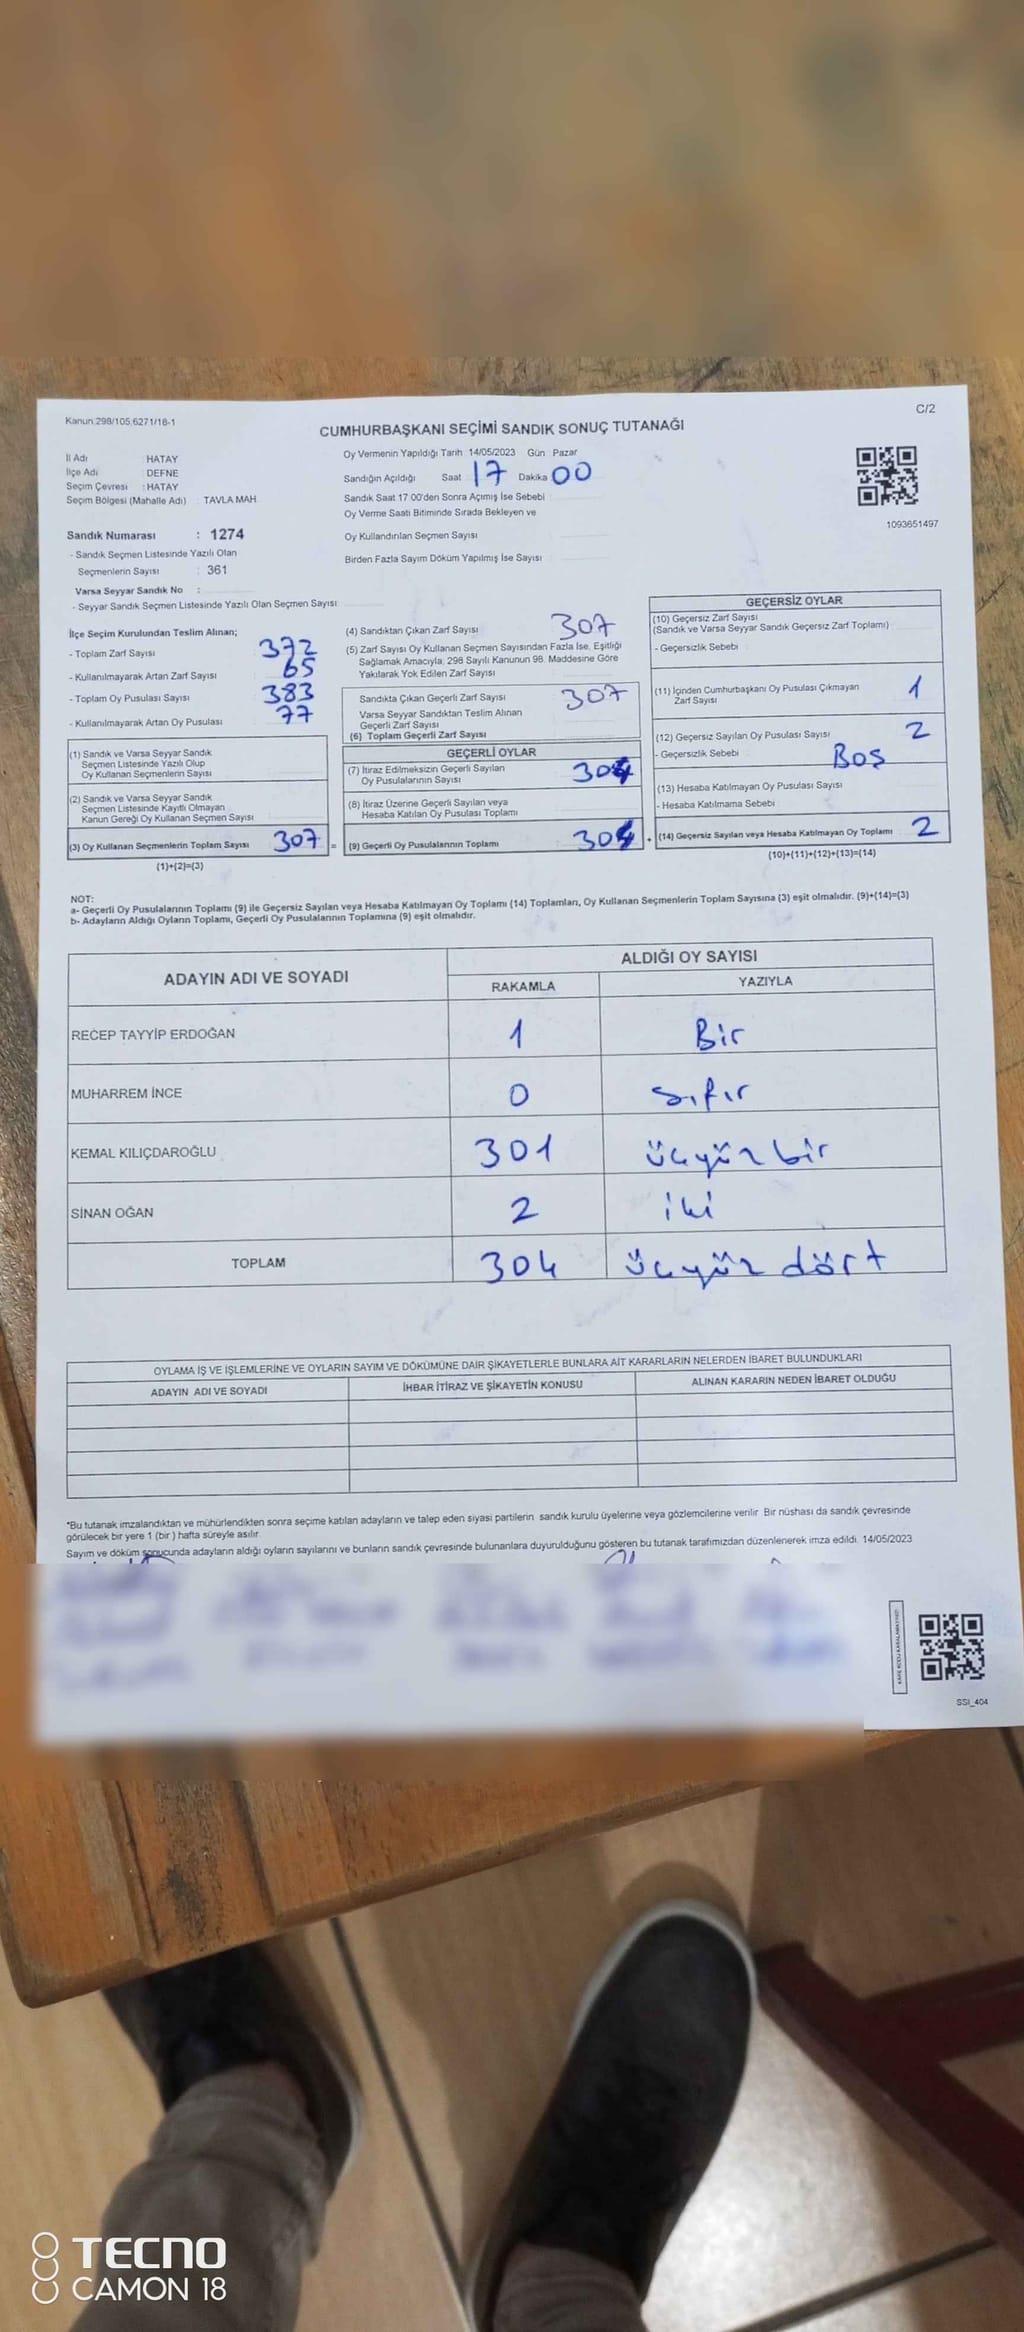 Kanun:298/105;6271/18-1
C/2
CUMHURBAŞKANI SEÇİMİ SANDIK SONUÇ TUTANAĞI
İl Adı : HATAY
İlçe Adı : DEFNE
Seçim Çevresi : HATAY
Seçim Bölgesi (Mahalle Adı) : TAVLA MAH.
Sandık Numarası : 1274
- Sandık Seçmen Listesinde Yazılı Olan
Seçmenlerin Sayısı : 361
Varsa Seyyar Sandık No :
- Seyyar Sandık Seçmen Listesinde Yazılı Olan Seçmen Sayısı:
Oy Vermenin Yapıldığı Tarih 14/05/2023 Gün Pazar
Sandığın Açıldığı Saat 17 Dakika 00
Sandık Saat 17 00'den Sonra Açımış İse Sebebi
Oy Verme Saati Bitiminde Sırada Bekleyen ve
Oy Kullandırılan Seçmen Sayısı
Birden Fazla Sayım Döküm Yapılmış İse Sayısı
1093651497
İlçe Seçim Kurulundan Teslim Alınan;
- Toplam Zarf Sayısı 372
- Kullanılmayarak Artan Zarf Sayısı 65
- Toplam Oy Pusulası Sayısı 383
- Kullanılmayarak Artan Oy Pusulası 77
(1) Sandık ve Varsa Seyyar Sandık
Seçmen Listesinde Yazılı Olup
Oy Kullanan Seçmenlerin Sayısı
(2) Sandık ve Varsa Seyyar Sandık
Seçmen Listesinde Kayıtlı Olmayan
Kanun Gereği Oy Kullanan Seçmen Sayısı
(3) Oy Kullanan Seçmenlerin Toplam Sayısı 307 =
(1)+(2)=(3)
(4) Sandıktan Çıkan Zarf Sayısı 307
(5) Zarf Sayısı Oy Kullanan Seçmen Sayısından Fazla İse, Eşitliği
Sağlamak Amacıyla, 298 Sayılı Kanunun 98. Maddesine Göre
Yakılarak Yok Edilen Zarf Sayısı
Sandıkta Çıkan Geçerli Zarf Sayısı 307
Varsa Seyyar Sandıktan Teslim Alınan
Geçerli Zarf Sayısı
(6) Toplam Geçerli Zarf Sayısı
GEÇERLİ OYLAR
(7) İtiraz Edilmeksizin Geçerli Sayılan
Oy Pusulalarının Sayısı 304
(8) İtiraz Üzerine Geçerli Sayılan veya
Hesaba Katılan Oy Pusulası Toplamı
(9) Geçerli Oy Pusulalarının Toplamı 304 +
GEÇERSİZ OYLAR
(10) Geçersiz Zarf Sayısı
(Sandık ve Varsa Seyyar Sandık Geçersiz Zarf Toplamı)
- Geçersizlik Sebebi
(11) İçinden Cumhurbaşkanı Oy Pusulası Çıkmayan
Zarf Sayısı 1
(12) Geçersiz Sayılan Oy Pusulası Sayısı 2
- Geçersizlik Sebebi Boş
(13) Hesaba Katılmayan Oy Pusulası Sayısı
- Hesaba Katılmama Sebebi
(14) Geçersiz Sayılan veya Hesaba Katılmayan Oy Toplamı 2
(10)+(11)+(12)+(13)=(14)
NOT:
a- Geçerli Oy Pusulalarının Toplamı (9) ile Geçersiz Sayılan veya Hesaba Katılmayan Oy Toplamı (14) Toplamları, Oy Kullanan Seçmenlerin Toplam Sayısına (3) eşit olmalıdır. (9)+(14)=(3)
b- Adayların Aldığı Oyların Toplamı, Geçerli Oy Pusulalarının Toplamına (9) eşit olmalıdır.
ADAYIN ADI VE SOYADI ALDIĞI OY SAYISI
RAKAMLA YAZIYLA
RECEP TAYYİP ERDOĞAN 1 Bir
MUHARREM İNCE 0 sıfır
KEMAL KILIÇDAROĞLU 301 üçyüz bir
SİNAN OĞAN 2 iki
TOPLAM 304 üçyüz dört
OYLAMA İŞ VE İŞLEMLERİNE VE OYLARIN SAYIM VE DÖKÜMÜNE DAİR ŞİKAYETLERLE BUNLARA AİT KARARLARIN NELERDEN İBARET BULUNDUKLARI
ADAYIN ADI VE SOYADI İHBAR İTİRAZ VE ŞİKAYETİN KONUSU ALINAN KARARIN NEDEN İBARET OLDUĞU
*Bu tutanak imzalandıktan ve mühürlendikten sonra seçime katılan adayların ve talep eden siyasi partilerin sandık kurulu üyelerine veya gözlemcilerine verilir Bir nüshası da sandık çevresinde
görülecek bir yere 1 (bir ) hafta süreyle asılır.
Sayım ve döküm sonucunda adayların aldığı oyların sayılarını ve bunların sandık çevresinde bulunanlara duyurulduğunu gösteren bu tutanak tarafımızdan düzenlenerek imza edildi. 14/05/2023
SSI_404
TECNO
CAMON 18